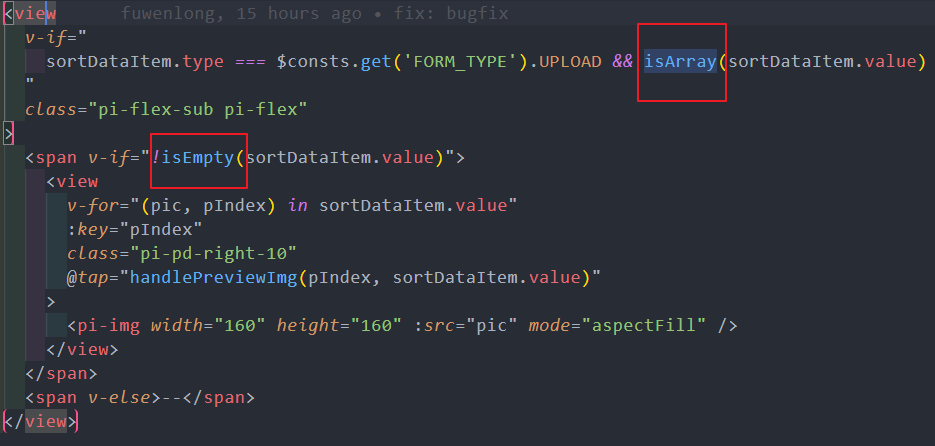 <view fuwenlong, 15 hours ago • fix: bugfix
v-if="
sortDataItem.type === $consts.get('FORM_TYPE').UPLOAD && isArray(sortDataItem.value)
"
class="pi-flex-sub pi-flex"
>
<span v-if="!isEmpty(sortDataItem.value)">
<view
v-for="(pic, pIndex) in sortDataItem.value"
:key="pIndex"
class="pi-pd-right-10"
@tap="handlePreviewImg(pIndex, sortDataItem.value)"
>
<pi-img width="160" height="160" :src="pic" mode="aspectFill" />
</view>
</span>
<span v-else>--</span>
</view>